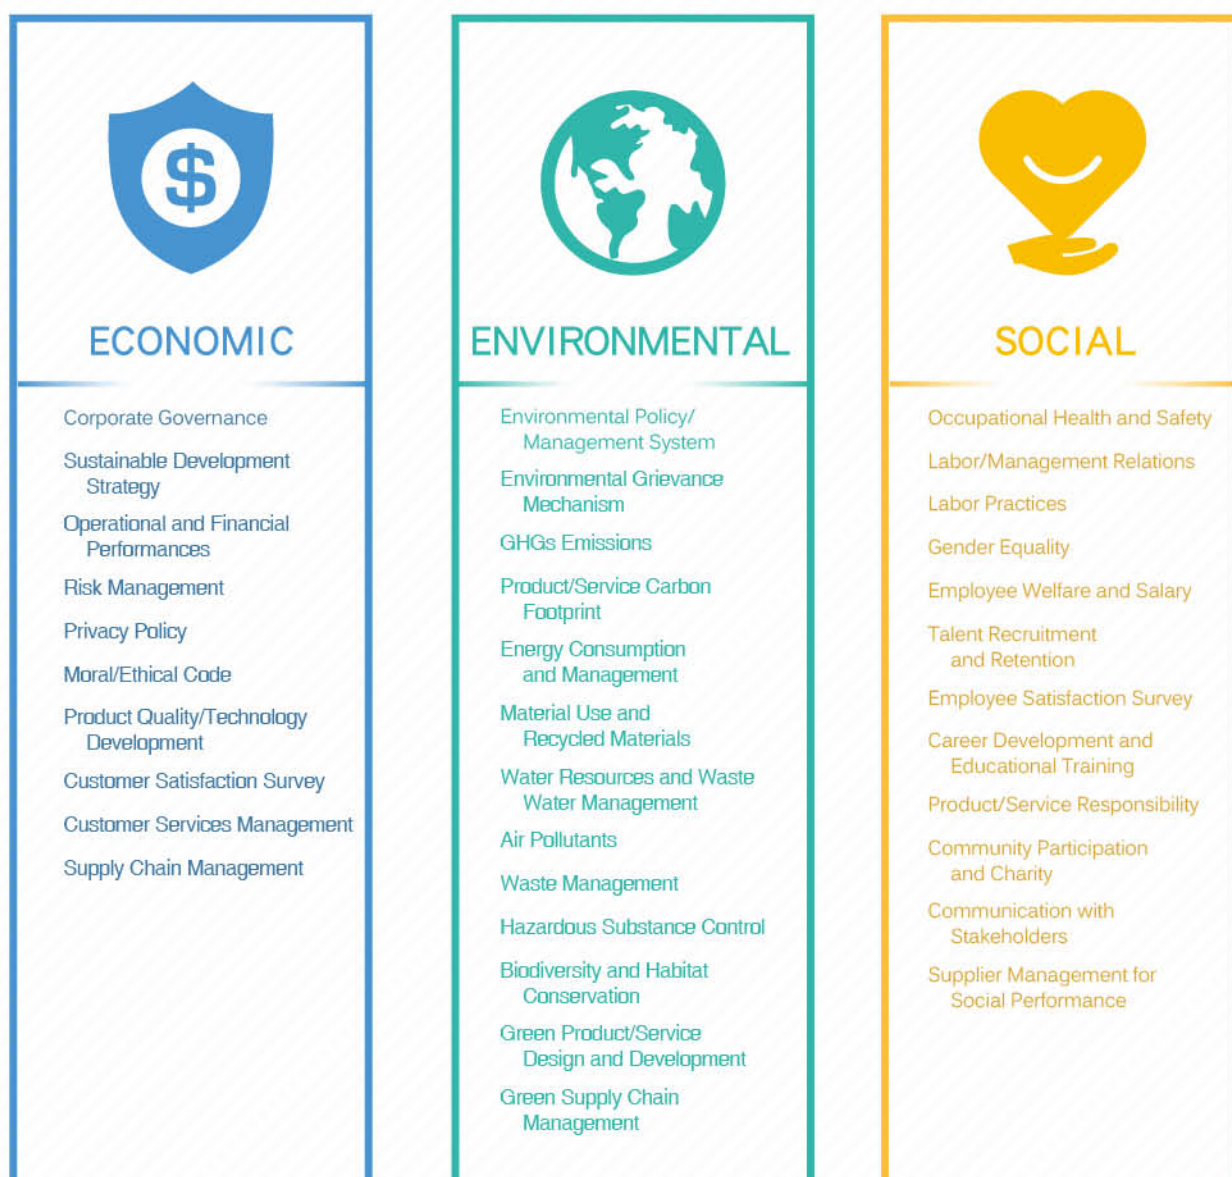 $
ECONOMIC
Corporate Governance
Sustainable Development
Strategy
Operational and Financial
Performances
Risk Management
Privacy Policy
Moral/Ethical Code
Product Quality/Technology
Development
Customer Satisfaction Survey
Customer Services Management
Supply Chain Management
ENVIRONMENTAL
Environmental Policy/
Management System
Environmental Grievance
Mechanism
GHGs Emissions
Product/Service Carbon
Footprint
Energy Consumption
and Management
Material Use and
Recycled Materials
Water Resources and Waste
Water Management
Air Pollutants
Waste Management
Hazardous Substance Control
Biodiversity and Habitat
Conservation
Green Product/Service
Design and Development
Green Supply Chain
Management
SOCIAL
Occupational Health and Safety
Labor/Management Relations
Labor Practices
Gender Equality
Employee Welfare and Salary
Talent Recruitment
and Retention
Employee Satisfaction Survey
Career Development and
Educational Training
Product/Service Responsibility
Community Participation
and Charity
Communication with
Stakeholders
Supplier Management for
Social Performance